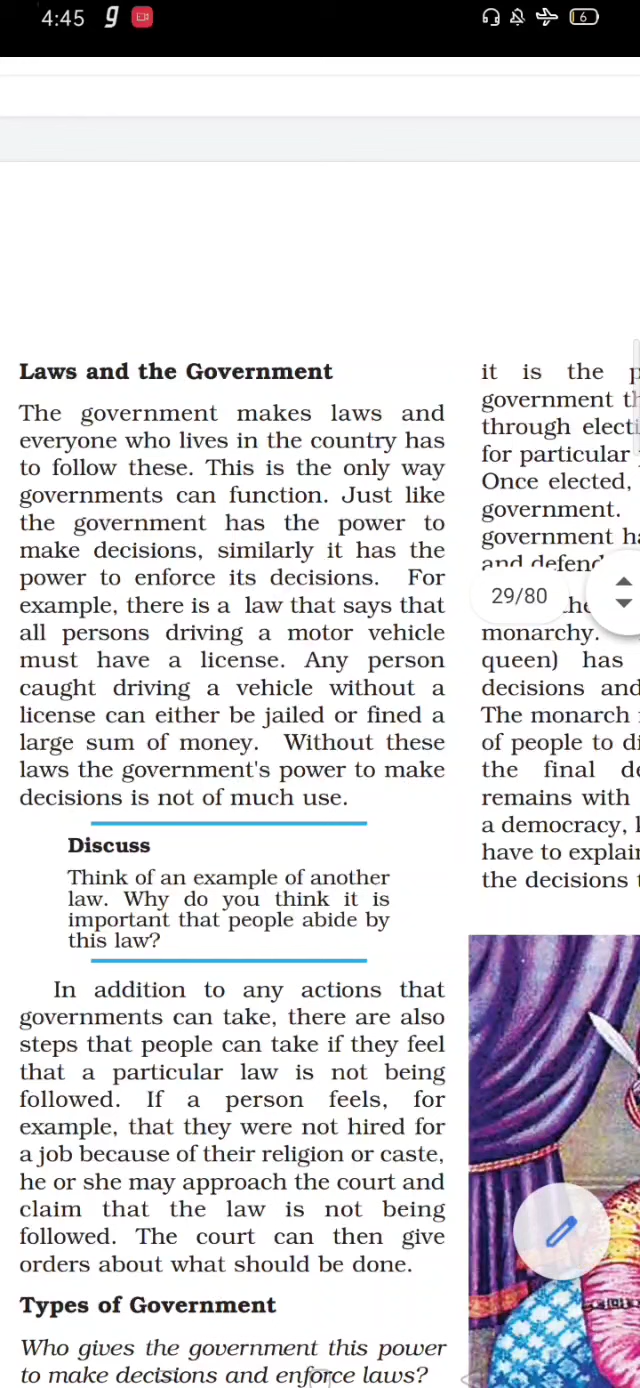 4:45 g
6
Laws and the Government
The government makes laws and
everyone who lives in the country has
to follow these. This is the only way
governments can function. Just like
the government has the power to
make decisions, similarly it has the
power to enforce its decisions. For
example, there is a law that says that
all persons driving a motor vehicle
must have a license. Any person
caught driving a vehicle without a
license can either be jailed or fined a
large sum of money. Without these
laws the government's power to make
decisions is not of much use.
Discuss
Think of an example of another
law. Why do you think it is
important that people abide by
this law?
In addition to any actions that
governments can take, there are also
steps that people can take if they feel
that a particular law is not being
followed. If a person feels, for
example, that they were not hired for
a job because of their religion or caste,
he or she may approach the court and
claim that the law is not being
followed. The court can then give
orders about what should be done.
Types of Government
Who gives the government this power
to make decisions and enforce laws?
it is the
government
through
for particular
Once elected,
government.
government
and
29/80
monarchy.
queen) has
decisions and
The monarch
of people to
the final
remains with
a democracy,
have to
the decisions